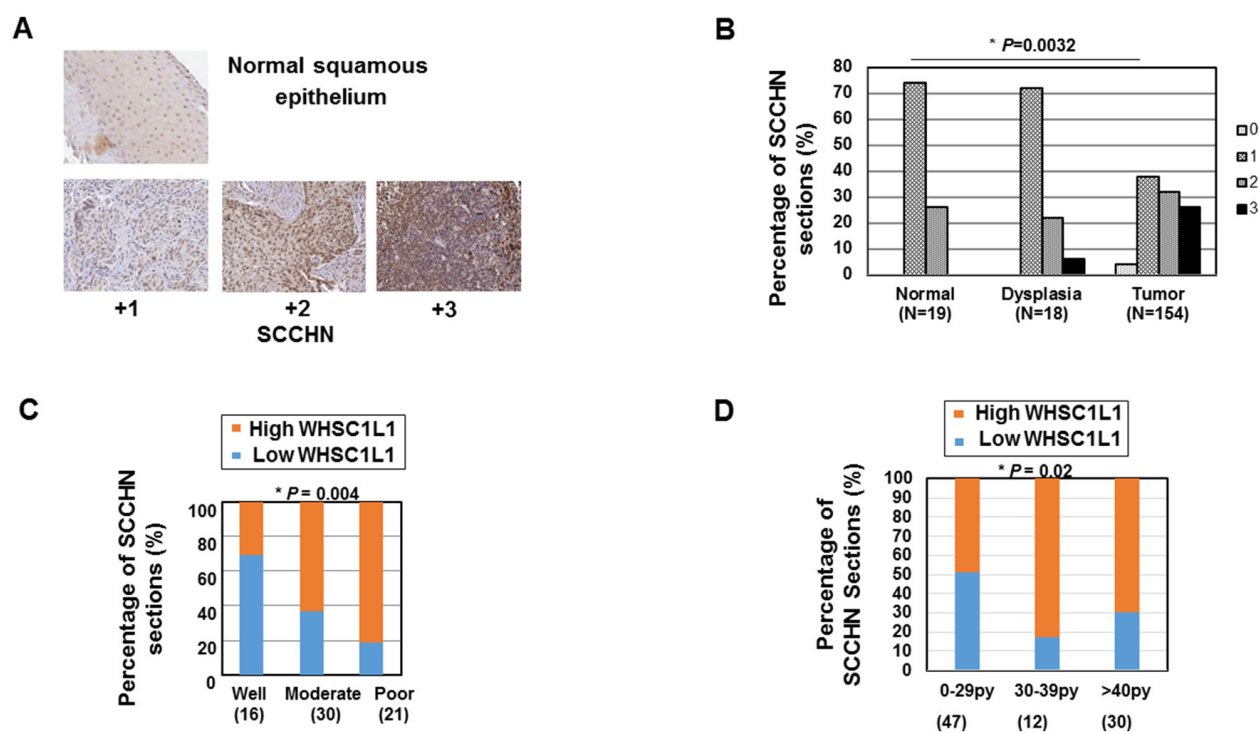 A
Normal squamous
epithelium
+1
+2
+3
SCCHN
B
* P=0.0032
Percentage of SCCHN
sections (%)
80
70
60
50
40
30
20
10
0
Normal
(N=19)
Dysplasia
(N=18)
Tumor
(N=154)
0
1
2
3
C
High WHSC1L1
Low WHSC1L1
* P = 0.004
Percentage of SCCHN
sections (%)
100
80
60
40
20
0
Well
(16)
Moderate
(30)
Poor
(21)
D
High WHSC1L1
Low WHSC1L1
* P = 0.02
Percentage of
SCCHN Sections (%)
100
90
80
70
60
50
40
30
20
10
0
0-29py
(47)
30-39py
(12)
>40py
(30)